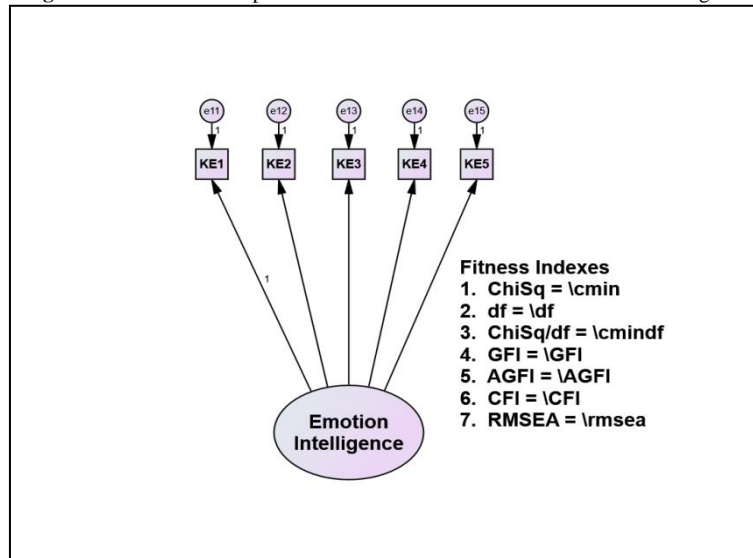 e11 e12 e13 e14 e15
1 1 1 1 1
KE1 KE2 KE3 KE4 KE5
1
Fitness Indexes
1. ChiSq = \cmin
2. df = \df
3. ChiSq/df = \cmindf
4. GFI = \GFI
5. AGFI = \AGFI
6. CFI = \CFI
7. RMSEA = \rmsea
Emotion
Intelligence